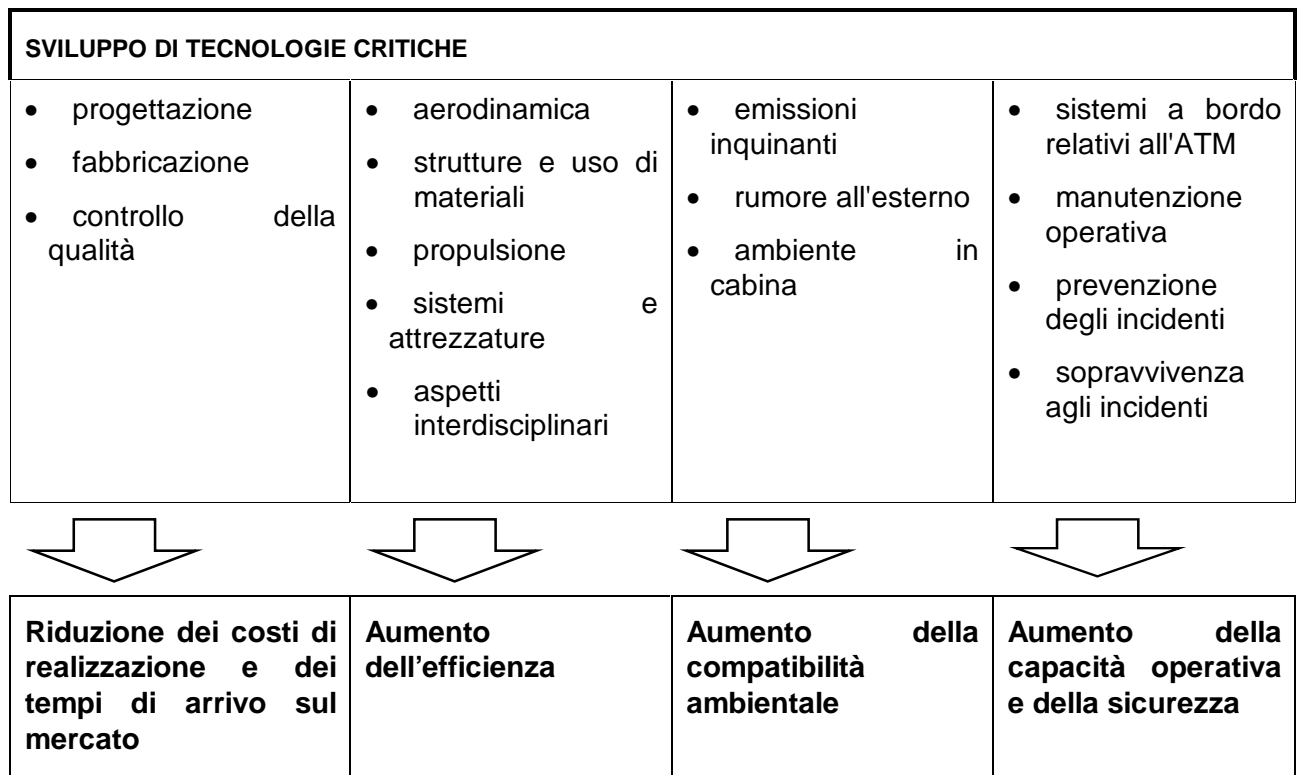 SVILUPPO DI TECNOLOGIE CRITICHE
• progettazione
• fabbricazione
• controllo della
qualità
• aerodinamica
• strutture e uso di
materiali
• propulsione
• sistemi e
attrezzature
• aspetti
interdisciplinari
• emissioni
inquinanti
• rumore all'esterno
• ambiente in
cabina
• sistemi a bordo
relativi all'ATM
• manutenzione
operativa
• prevenzione
degli incidenti
• sopravvivenza
agli incidenti
Riduzione dei costi di
realizzazione e dei
tempi di arrivo sul
mercato
Aumento
dell’efficienza
Aumento della
compatibilità
ambientale
Aumento della
capacità operativa
e della sicurezza